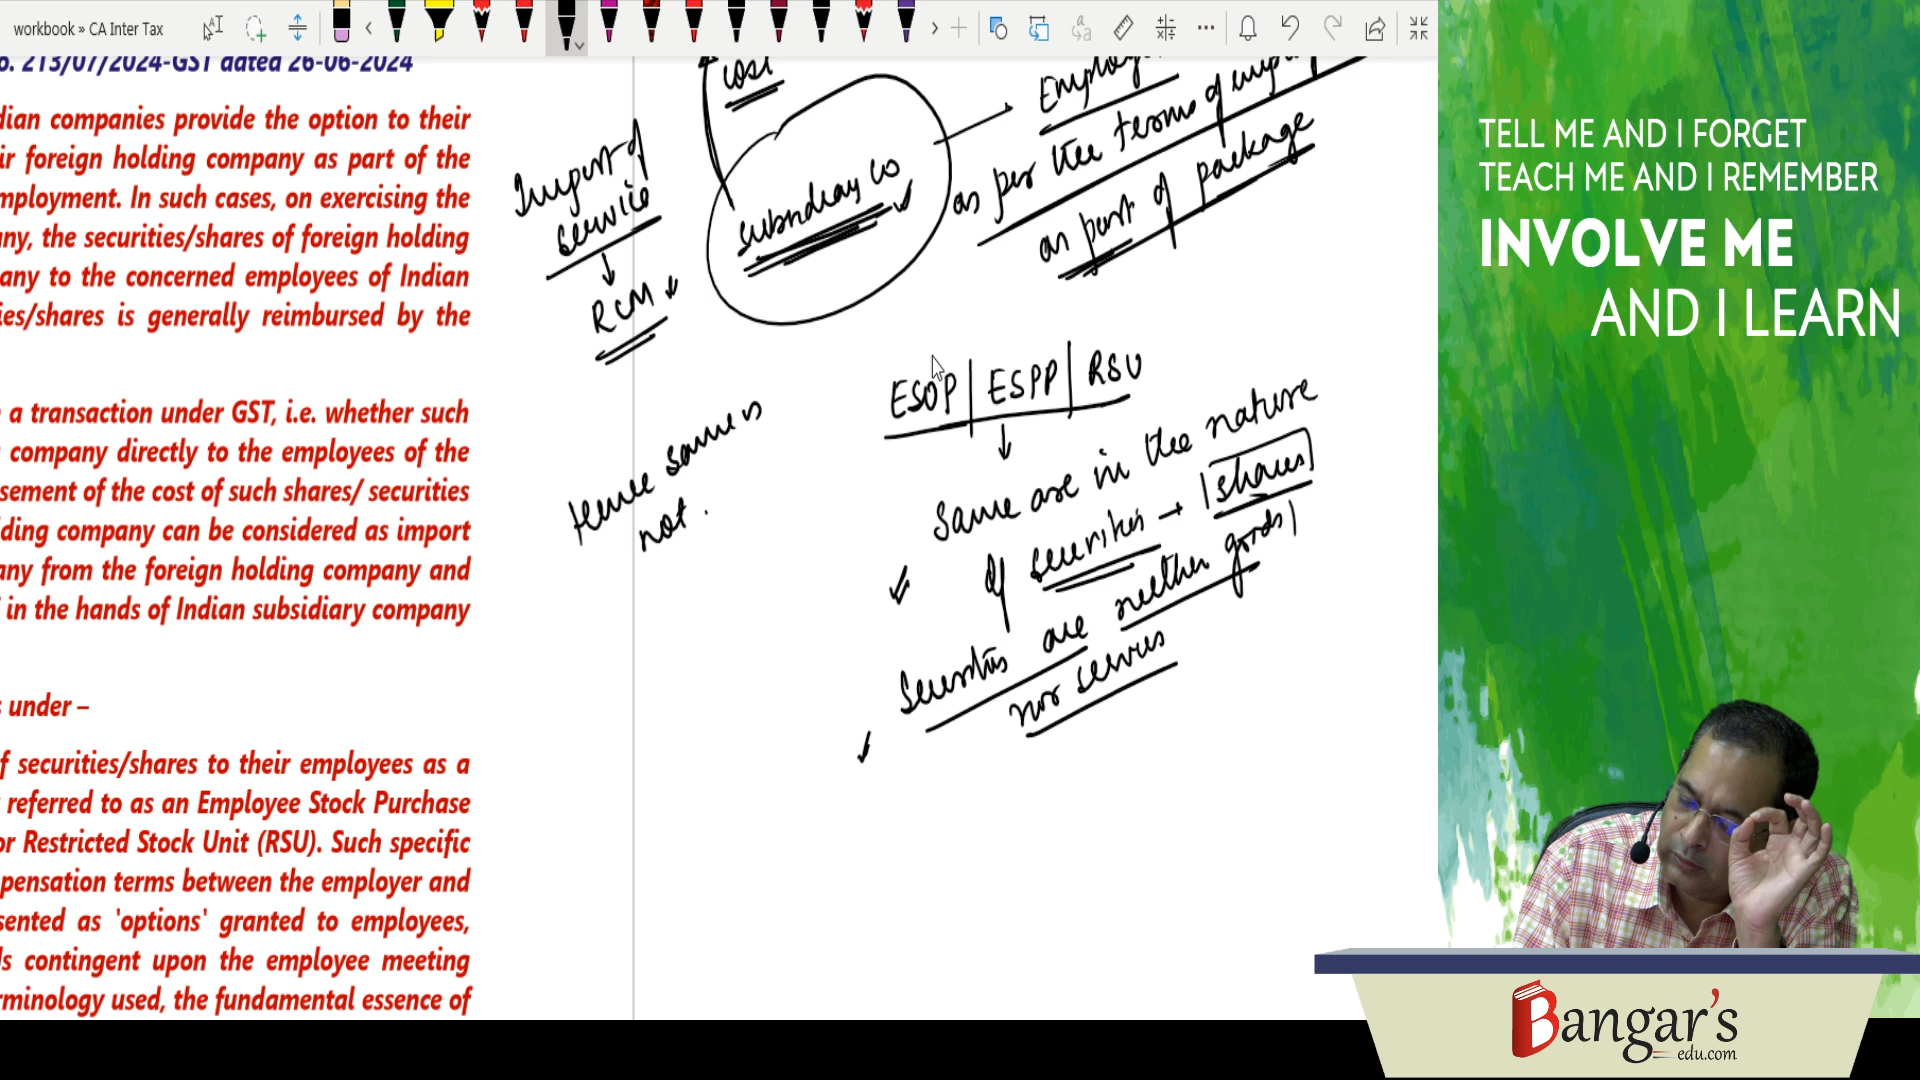 workbook » CA Inter Tax
o. 213/07/2024-GST dated 26-06-2024
dian companies provide the option to their
ir foreign holding company as part of the
mployment. In such cases, on exercising the
any, the securities/shares of foreign holding
any to the concerned employees of Indian
ies/shares is generally reimbursed by the
a transaction under GST, i.e. whether such
company directly to the employees of the
sement of the cost of such shares/ securities
lding company can be considered as import
any from the foreign holding company and
in the hands of Indian subsidiary company
s under –
f securities/shares to their employees as a
referred to as an Employee Stock Purchase
or Restricted Stock Unit (RSU). Such specific
pensation terms between the employer and
sented as 'options' granted to employees,
ls contingent upon the employee meeting
rminology used, the fundamental essence of
cost
Import of
service
RCM
subsidiary co
Employe
as per the terms of employ
as part of package
ESOP | ESPP | RSU
Same are in the nature
of securities → shares
Securities are neither goods
nor services
Hence same is
not.
TELL ME AND I FORGET
TEACH ME AND I REMEMBER
INVOLVE ME
AND I LEARN
Bangar's
edu.com